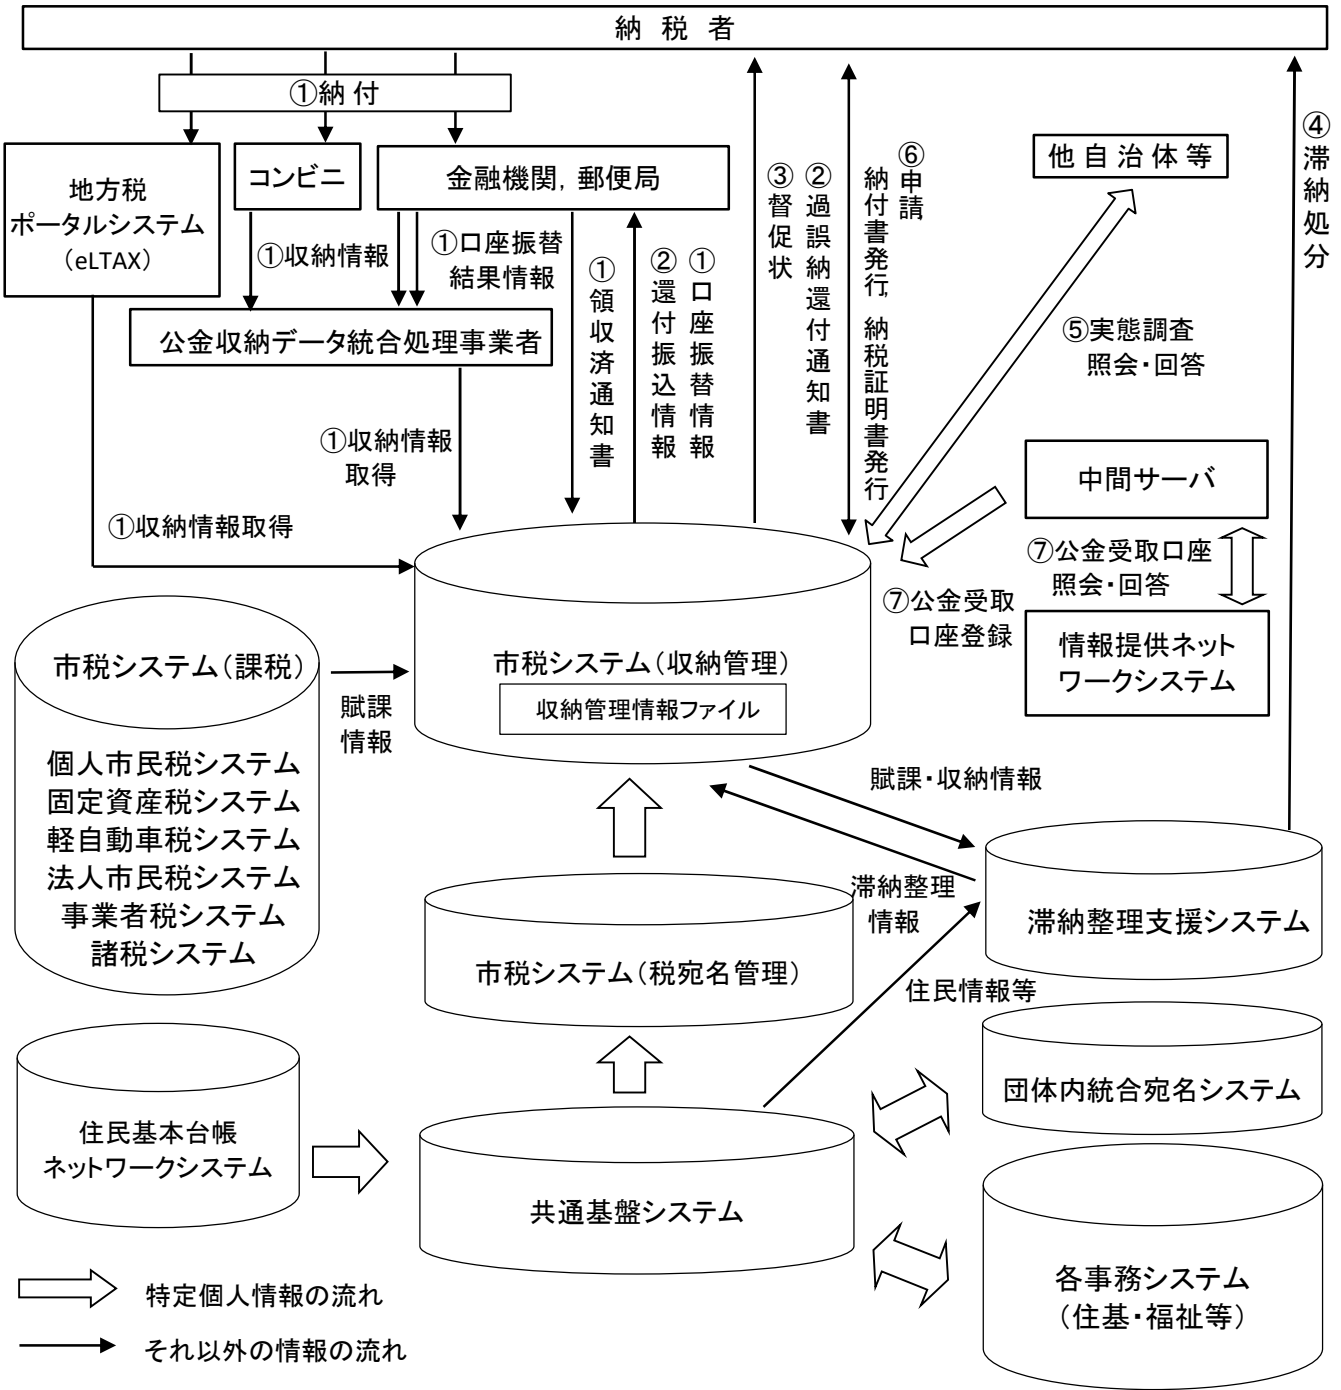 納 税 者
①納 付
地方税
ポータルシステム
（eLTAX）
コンビニ
金融機関，郵便局
①収納情報
①口座振替
結果情報
公金収納データ統合処理事業者
①収納情報
取得
①収納情報取得
①領収済通知書
②還付振込情報
①口座振替情報
③督促状
②過誤納還付通知書
⑥申請
納付書発行，納税証明書発行
他 自 治 体 等
④滞納処分
⑤実態調査
照会・回答
中間サーバ
⑦公金受取口座
照会・回答
⑦公金受取
口座登録
情報提供ネット
ワークシステム
市税システム（課税）
個人市民税システム
固定資産税システム
軽自動車税システム
法人市民税システム
事業者税システム
諸税システム
賦課
情報
市税システム（収納管理）
収納管理情報ファイル
賦課・収納情報
滞納整理
情報
滞納整理支援システム
市税システム（税宛名管理）
住民情報等
団体内統合宛名システム
住民基本台帳
ネットワークシステム
共通基盤システム
各事務システム
（住基・福祉等）
特定個人情報の流れ
それ以外の情報の流れ